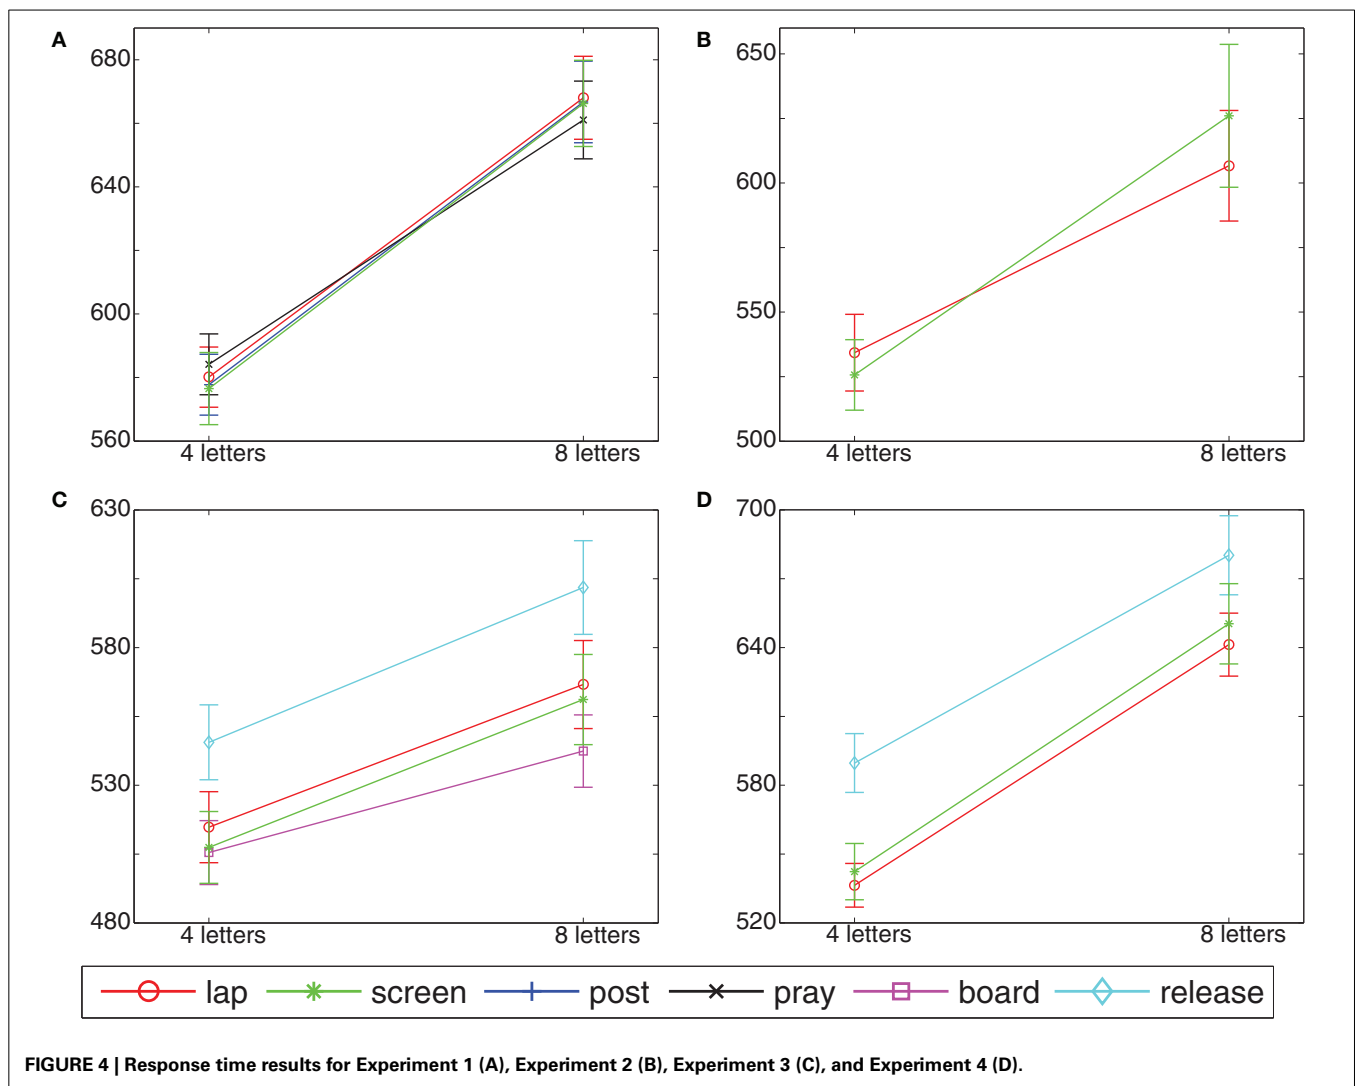 A
680
640
600
560
4 letters 8 letters
B
650
600
550
500
4 letters 8 letters
C
630
580
530
480
4 letters 8 letters
D
700
640
580
520
4 letters 8 letters
lap screen post pray board release
FIGURE 4 | Response time results for Experiment 1 (A), Experiment 2 (B), Experiment 3 (C), and Experiment 4 (D).